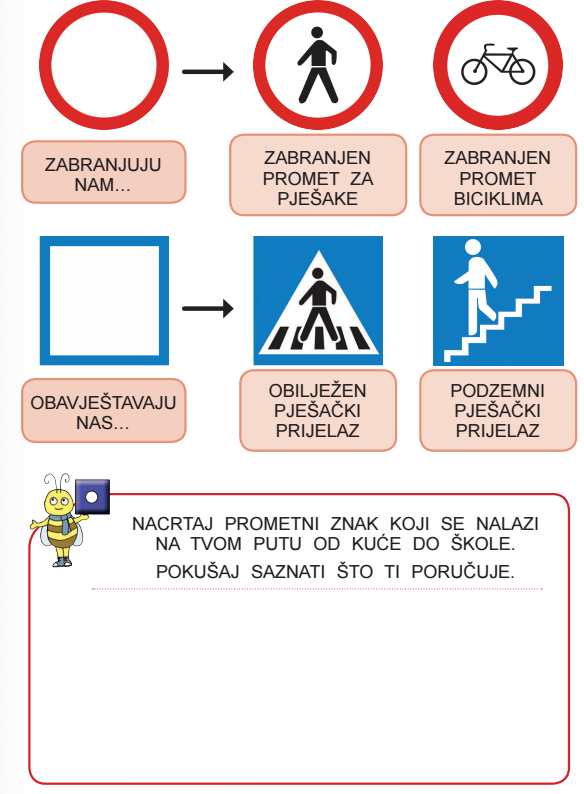 ZABRANJUJU
NAM...
ZABRANJEN
PROMET ZA
PJEŠAKE
ZABRANJEN
PROMET
BICIKLIMA
OBAVJEŠTAVAJU
NAS...
OBILJEŽEN
PJEŠAČKI
PRIJELAZ
PODZEMNI
PJEŠAČKI
PRIJELAZ
NACRTAJ PROMETNI ZNAK KOJI SE NALAZI
NA TVOM PUTU OD KUĆE DO ŠKOLE.
POKUŠAJ SAZNATI ŠTO TI PORUČUJE.